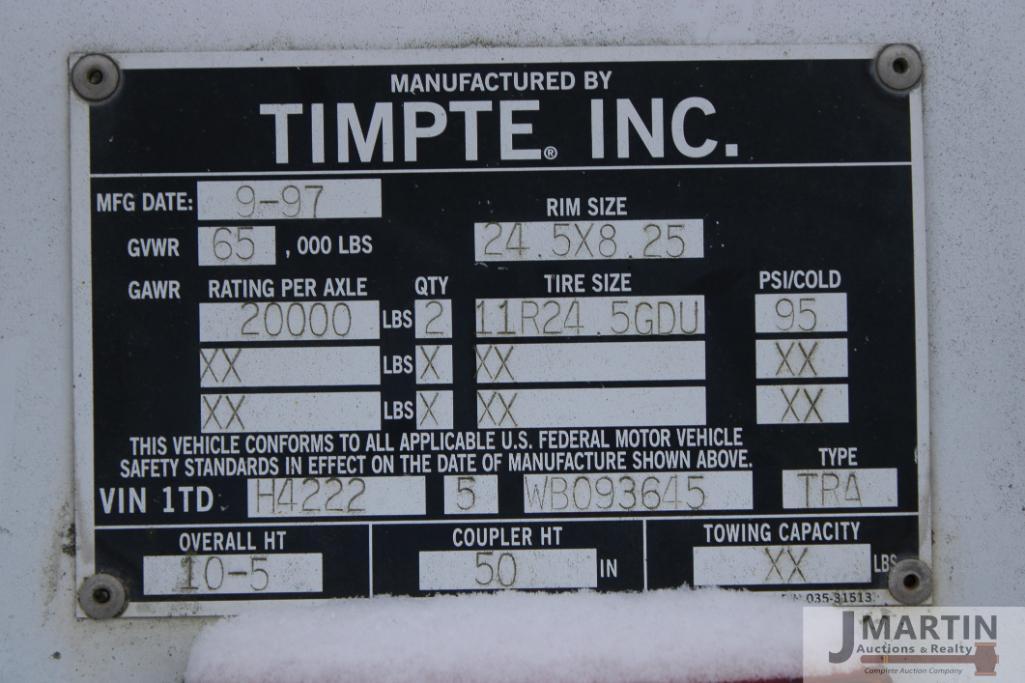 MANUFACTURED BY
TIMPTE® INC.
MFG DATE: 9-97
RIM SIZE
GVWR 65 ,000 LBS 24.5X8.25
GAWR RATING PER AXLE QTY TIRE SIZE PSI/COLD
20000 LBS 2 11R24.5GDU 95
XX LBS X XX XX
XX LBS X XX XX
THIS VEHICLE CONFORMS TO ALL APPLICABLE U.S. FEDERAL MOTOR VEHICLE
SAFETY STANDARDS IN EFFECT ON THE DATE OF MANUFACTURE SHOWN ABOVE.
TYPE
VIN 1TD H4222 5 WB093645 TRA
OVERALL HT COUPLER HT TOWING CAPACITY
10-5 50 IN XX LBS
035-31513
J MARTIN
Auctions & Realty
Complete Auction Company